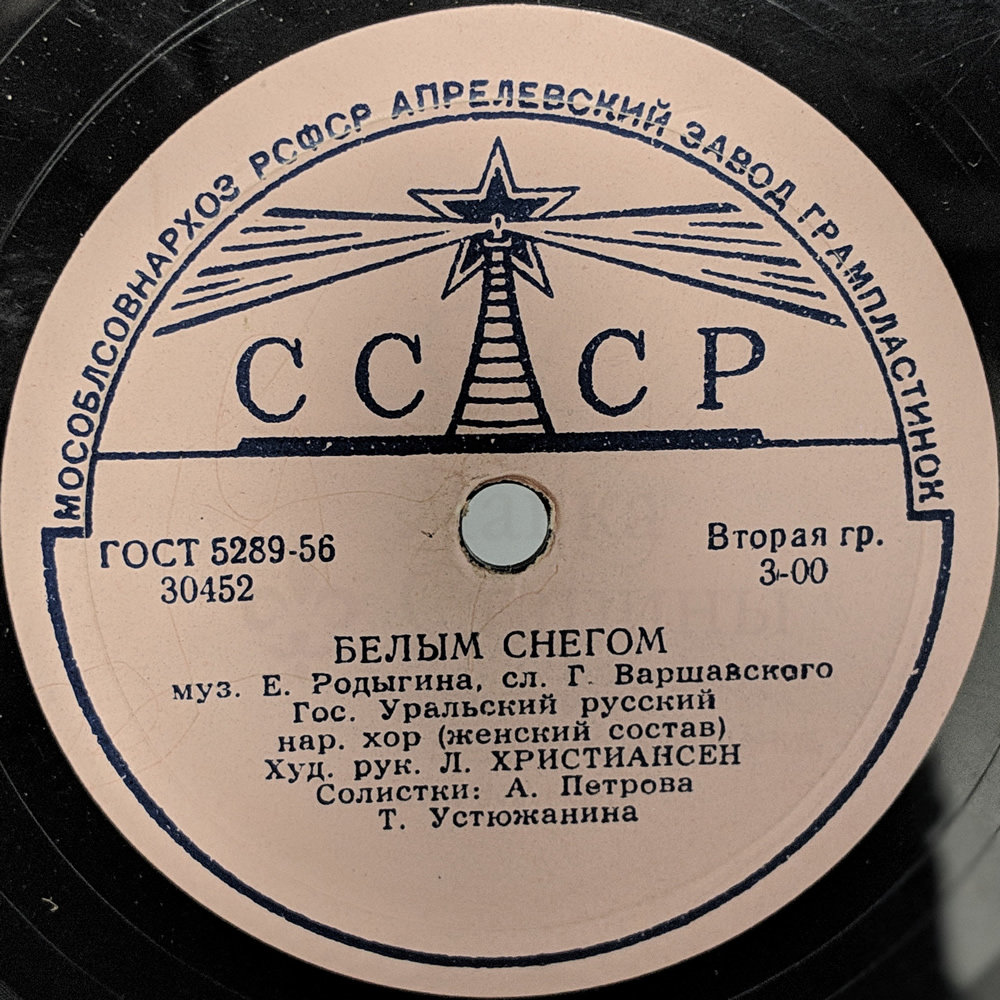 МОСОБЛСОВНАРХОЗ РСФСР АПРЕЛЕВСКИЙ ЗАВОД ГРАМПЛАСТИНОК
СССР
ГОСТ 5289-56
30452
Вторая гр.
3-00
БЕЛЫМ СНЕГОМ
муз. Е. Родыгина, сл. Г. Варшавского
Гос. Уральский русский
нар. хор (женский состав)
Худ. рук. Л. ХРИСТИАНСЕН
Солистки: А. Петрова
Т. Устюжанина